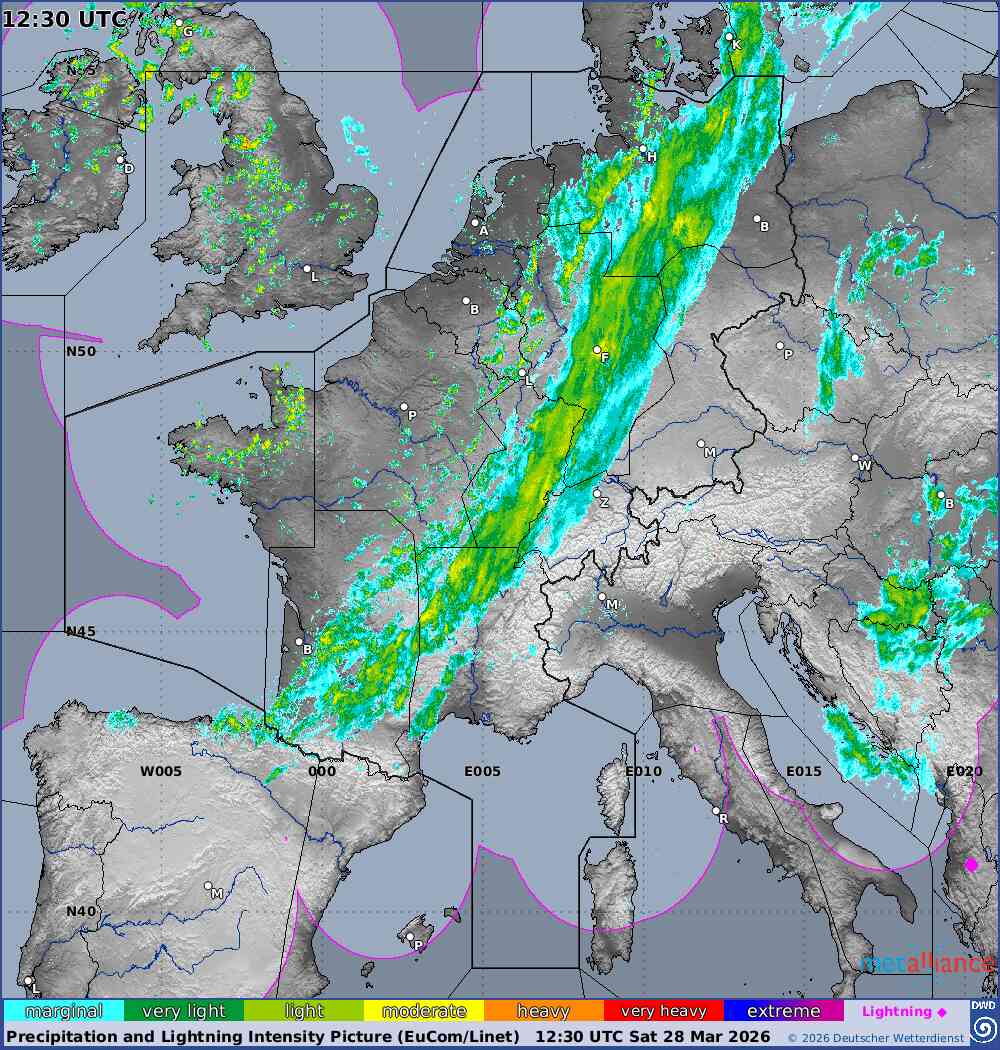 12:30 UTC
G
K
N55
H
D
A
B
L
B
N50
F
P
L
P
M
W
Z
B
M
N45
B
W005
000
E005
E010
E015
E020
R
M
N40
P
L
metalliance
marginal very light light moderate heavy very heavy extreme Lightning ◆
DWD
Precipitation and Lightning Intensity Picture (EuCom/Linet) 12:30 UTC Sat 28 Mar 2026 © 2026 Deutscher Wetterdienst